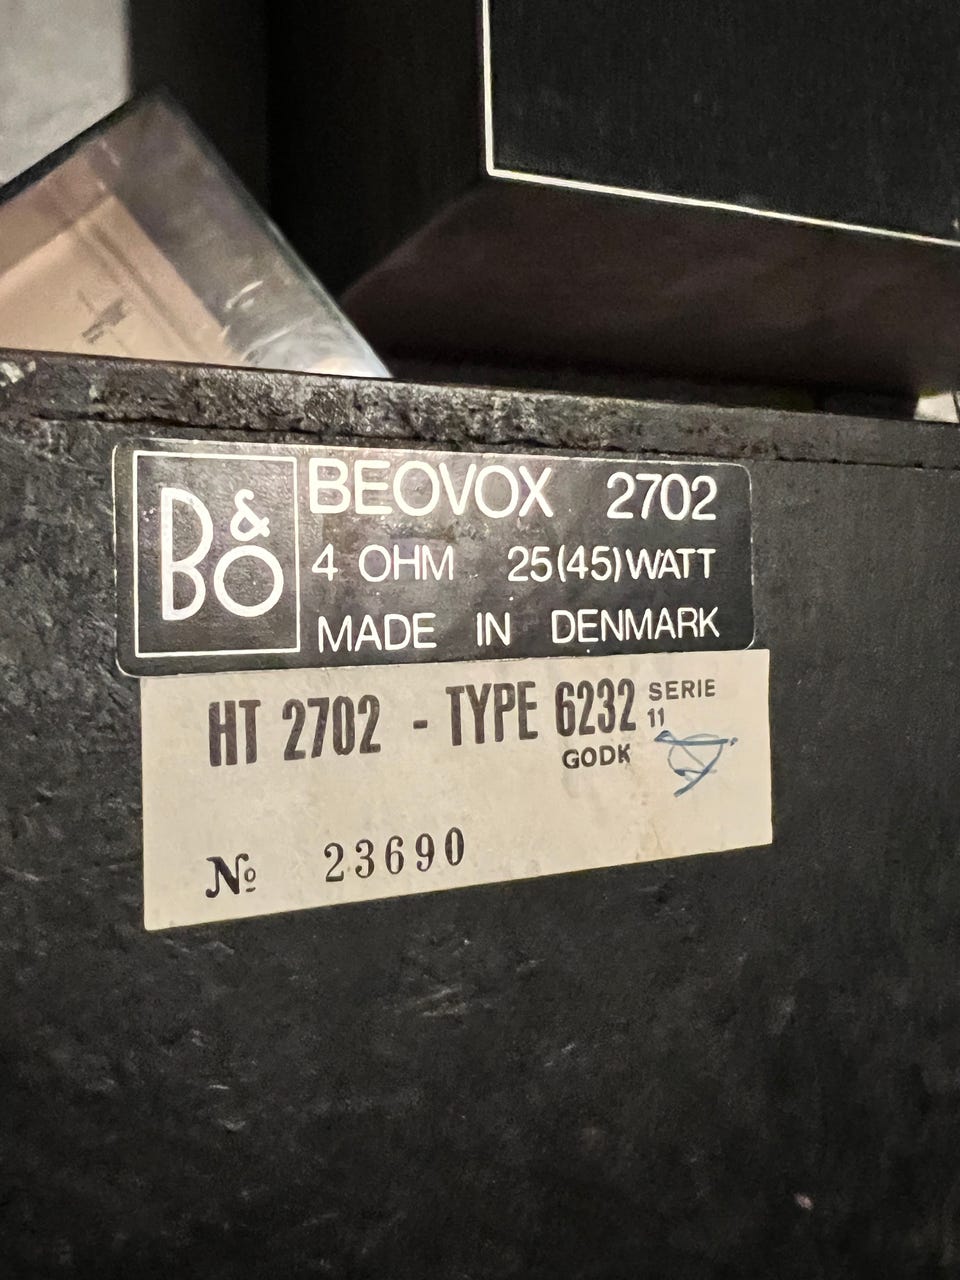 B&O
BEOVOX 2702
4 OHM 25(45)WATT
MADE IN DENMARK
HT 2702 - TYPE 6232 SERIE 11
GODK
No 23690